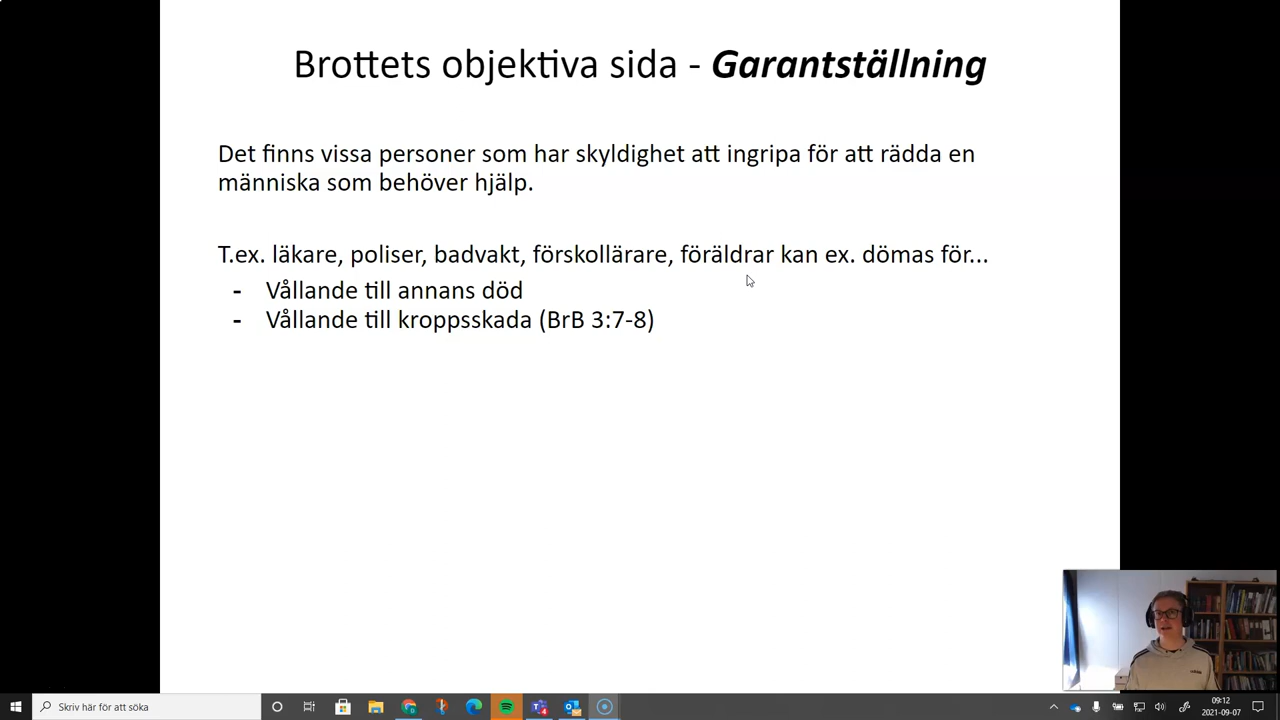 Brottets objektiva sida - Garantställning
Det finns vissa personer som har skyldighet att ingripa för att rädda en
människa som behöver hjälp.
T.ex. läkare, poliser, badvakt, förskollärare, föräldrar kan ex. dömas för...
- Vållande till annans död
- Vållande till kroppsskada (BrB 3:7-8)
Skriv här för att söka
09:12
2021-09-07